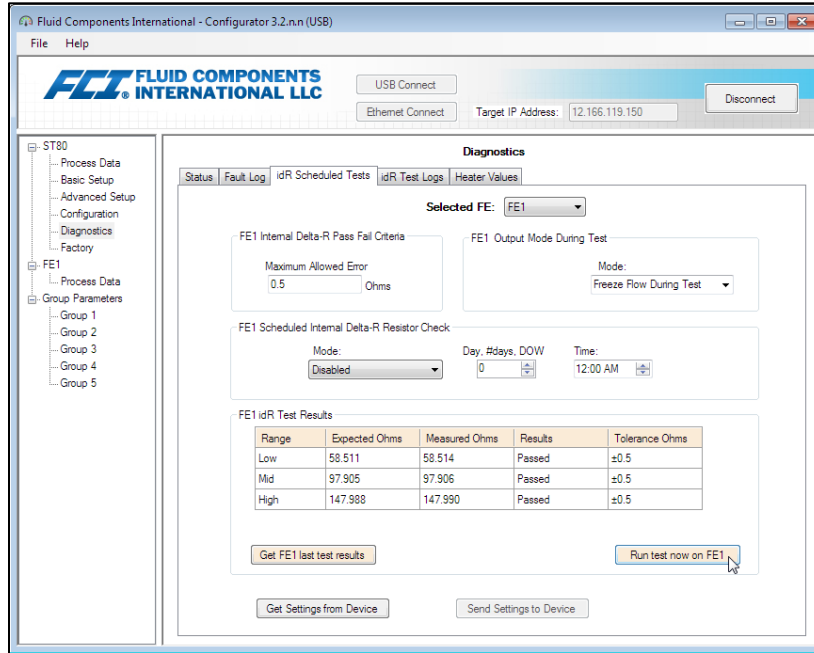 Fluid Components International - Configurator 3.2.n.n (USB)
File Help
FCI FLUID COMPONENTS
® INTERNATIONAL LLC
USB Connect
Ethernet Connect Target IP Address: 12.166.119.150
Disconnect
ST80
Process Data
Basic Setup
Advanced Setup
Configuration
Diagnostics
Factory
FE1
Process Data
Group Parameters
Group 1
Group 2
Group 3
Group 4
Group 5
Diagnostics
Status Fault Log idR Scheduled Tests idR Test Logs Heater Values
Selected FE: FE1
FE1 Internal Delta-R Pass Fail Criteria
Maximum Allowed Error
0.5 Ohms
FE1 Output Mode During Test
Mode:
Freeze Flow During Test
FE1 Scheduled Internal Delta-R Resistor Check
Mode: Day, #days, DOW Time:
Disabled 0 12:00 AM
FE1 idR Test Results
Range Expected Ohms Measured Ohms Results Tolerance Ohms
Low 58.511 58.514 Passed ±0.5
Mid 97.905 97.906 Passed ±0.5
High 147.988 147.990 Passed ±0.5
Get FE1 last test results Run test now on FE1
Get Settings from Device Send Settings to Device